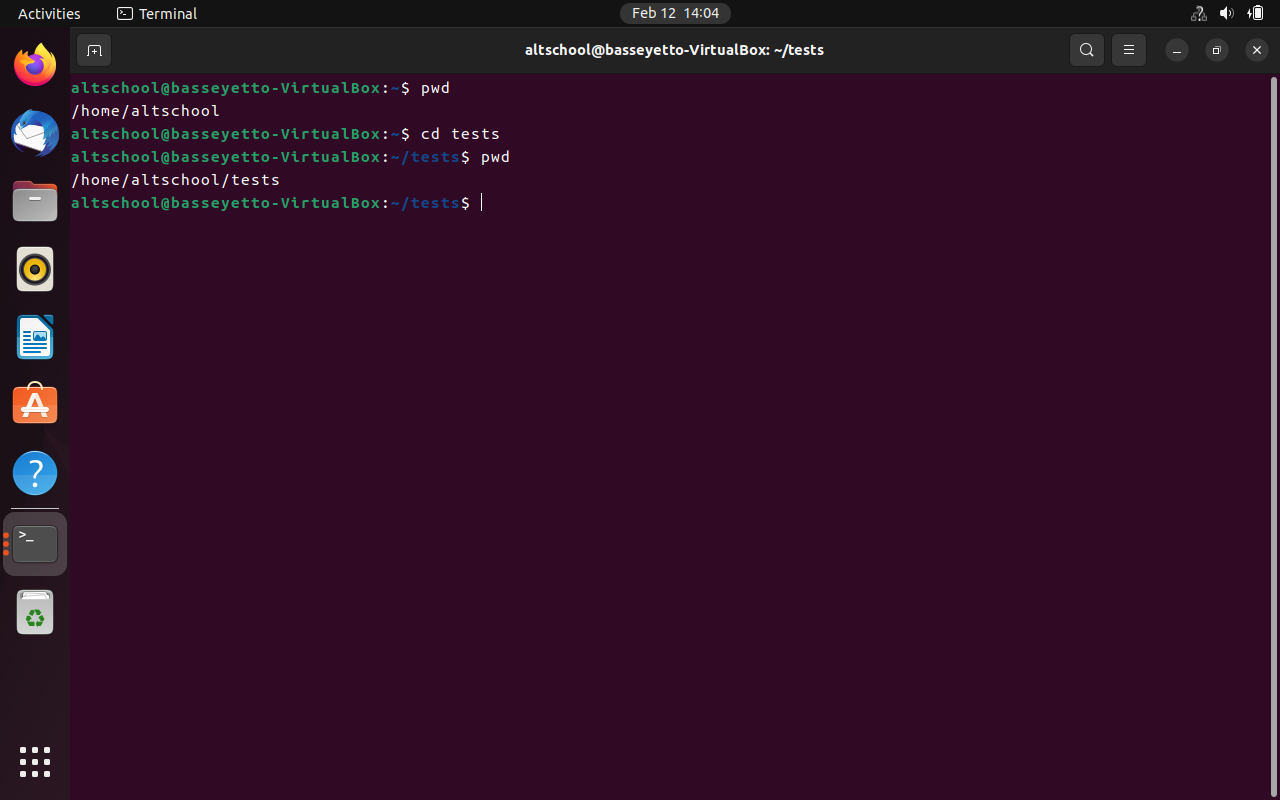 Activities Terminal Feb 12 14:04
altschool@basseyetto-VirtualBox: ~/tests
altschool@basseyetto-VirtualBox:~$ pwd
/home/altschool
altschool@basseyetto-VirtualBox:~$ cd tests
altschool@basseyetto-VirtualBox:~/tests$ pwd
/home/altschool/tests
altschool@basseyetto-VirtualBox:~/tests$